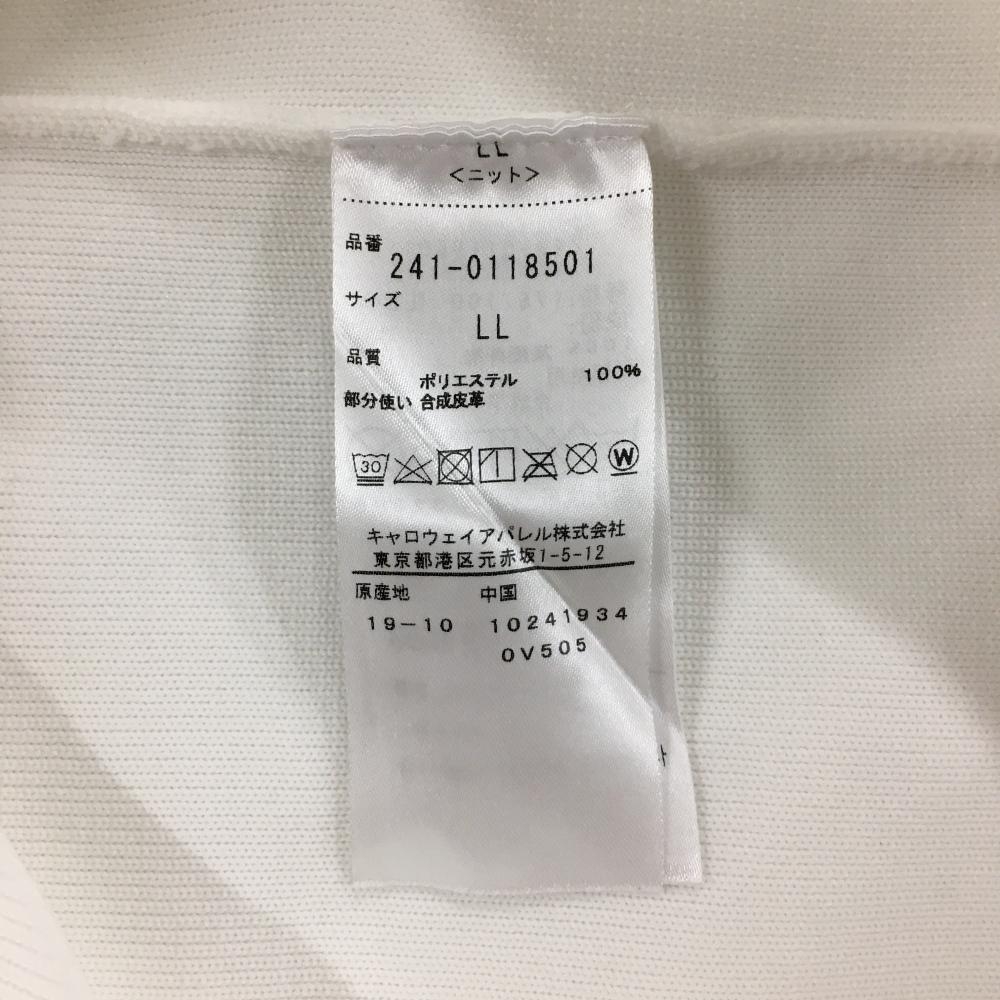 LL
<ニット>
品番
241-0118501
サイズ
LL
品質
ポリエステル 100%
部分使い 合成皮革
30 W
キャロウェイアパレル株式会社
東京都港区元赤坂1-5-12
原産地 中国
19-10 10241934
0V505